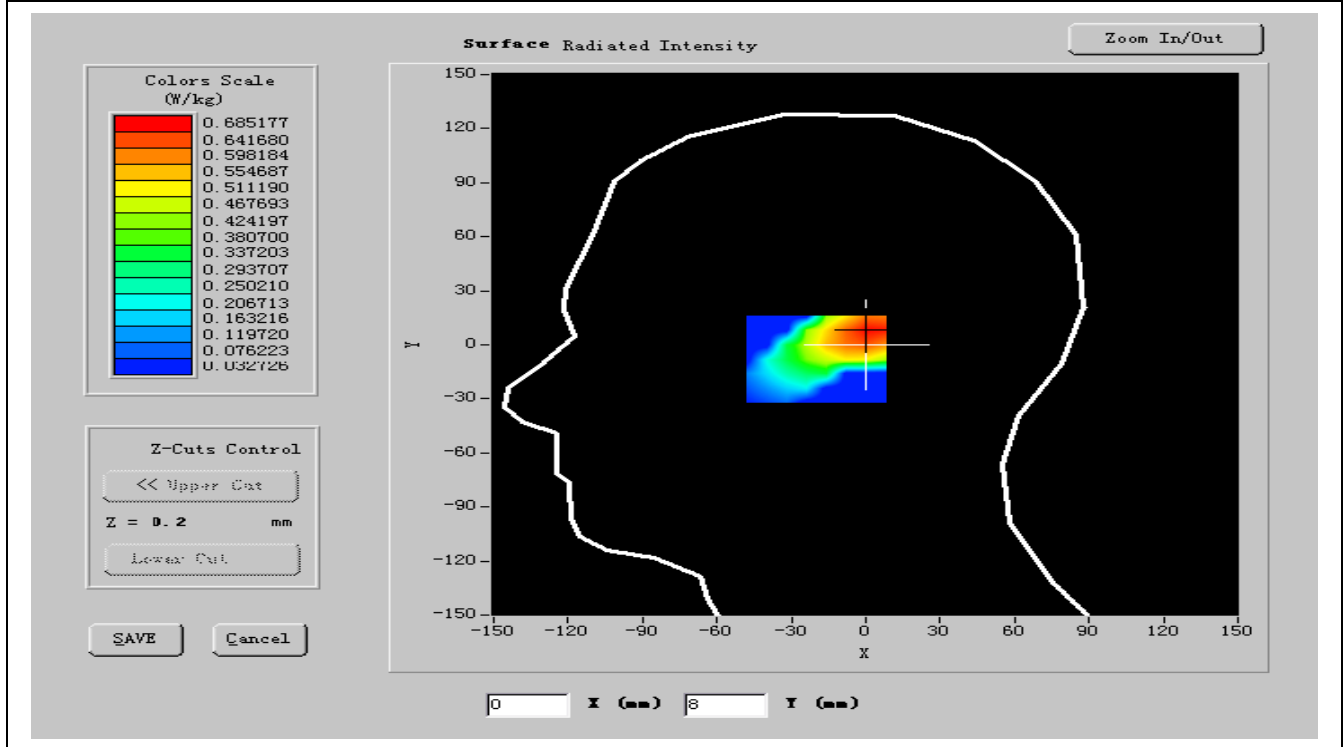 Surface Radiated Intensity
Zoom In/Out
Colors Scale
(W/kg)
0.685177
0.641680
0.598184
0.554687
0.511190
0.467693
0.424197
0.380700
0.337203
0.293707
0.250210
0.206713
0.163216
0.119720
0.076223
0.032726
Z-Cuts Control
<< Upper Cut
Z = 0.2 mm
Lower Cut
SAVE
Cancel
150
120
90
60
30
0
-30
-60
-90
-120
-150
Y
-150 -120 -90 -60 -30 0 30 60 90 120 150
X
0 X (mm) 8 Y (mm)